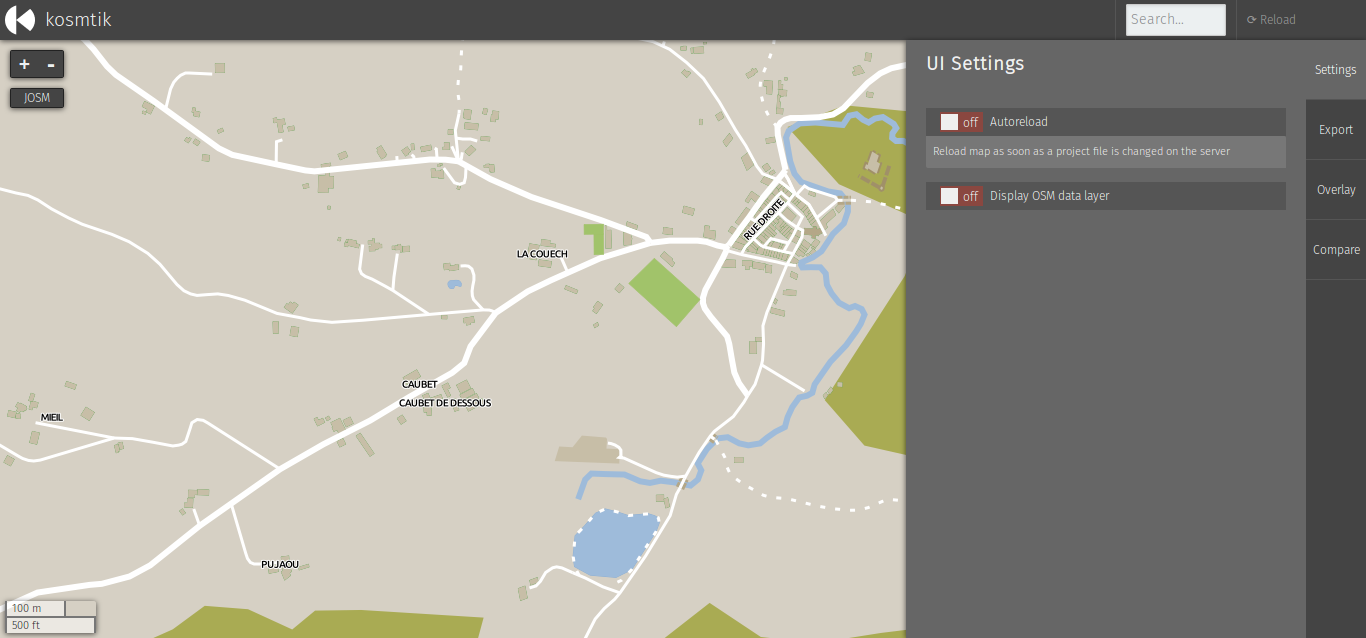 kosmtik
Search...
⟳ Reload
+ -
JOSM
UI Settings
off Autoreload
Reload map as soon as a project file is changed on the server
off Display OSM data layer
Settings
Export
Overlay
Compare
RUE DROITE
LA COUECH
CAUBET
CAUBET DE DESSOUS
MIEIL
PUJAOU
100 m
500 ft